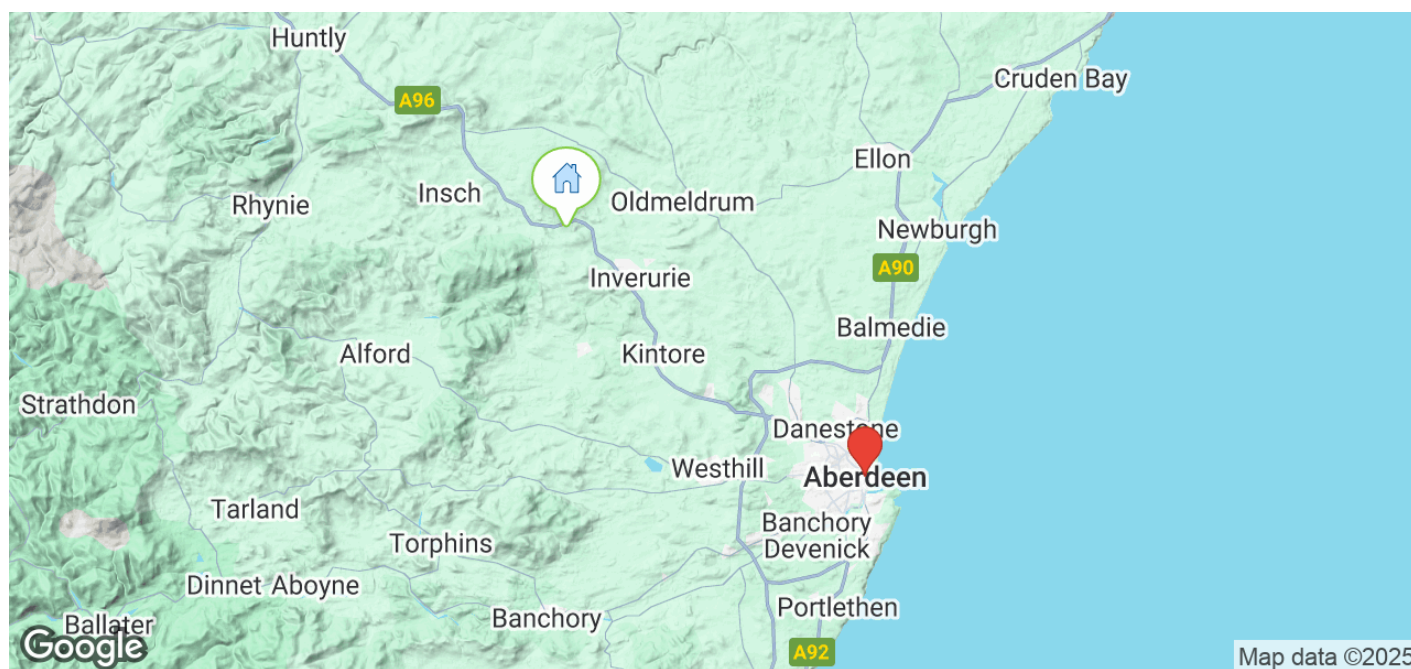 Huntly
Cruden Bay
A96
Ellon
Insch
Oldmeldrum
Rhynie
Newburgh
A90
Inverurie
Balmedie
Alford
Kintore
Strathdon
Danestone
Westhill
Aberdeen
Tarland
Banchory
Devenick
Torphins
Dinnet
Aboyne
Banchory
Portlethen
Ballater
A92
Google
Map data ©2025